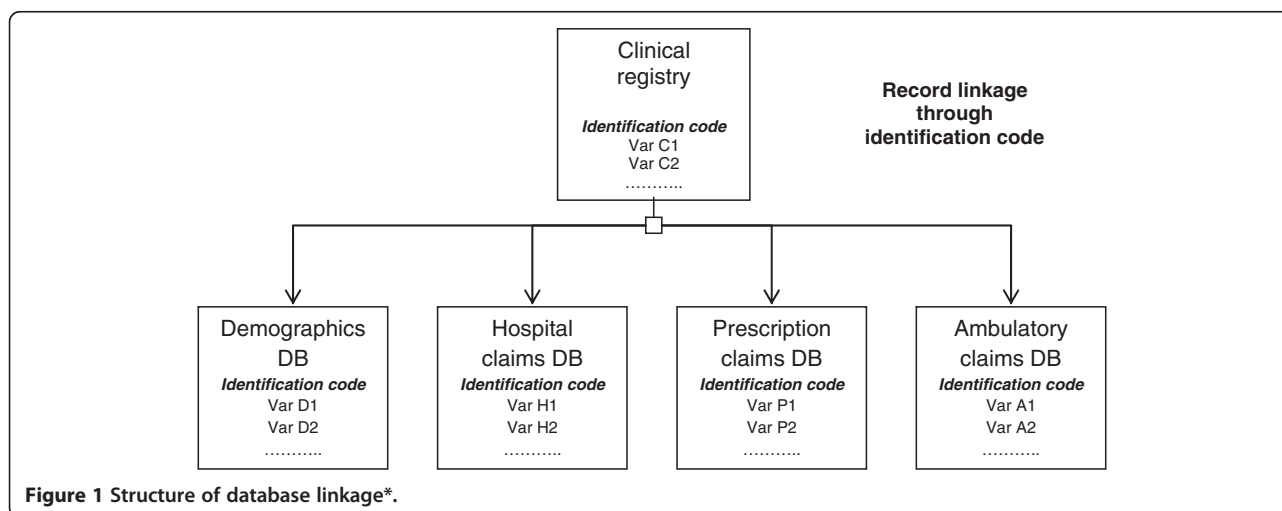 Clinical
registry
Identification code
Var C1
Var C2
………..
Record linkage
through
identification code
Demographics
DB
Identification code
Var D1
Var D2
………..
Hospital
claims DB
Identification code
Var H1
Var H2
………..
Prescription
claims DB
Identification code
Var P1
Var P2
………..
Ambulatory
claims DB
Identification code
Var A1
Var A2
………..
Figure 1 Structure of database linkage*.